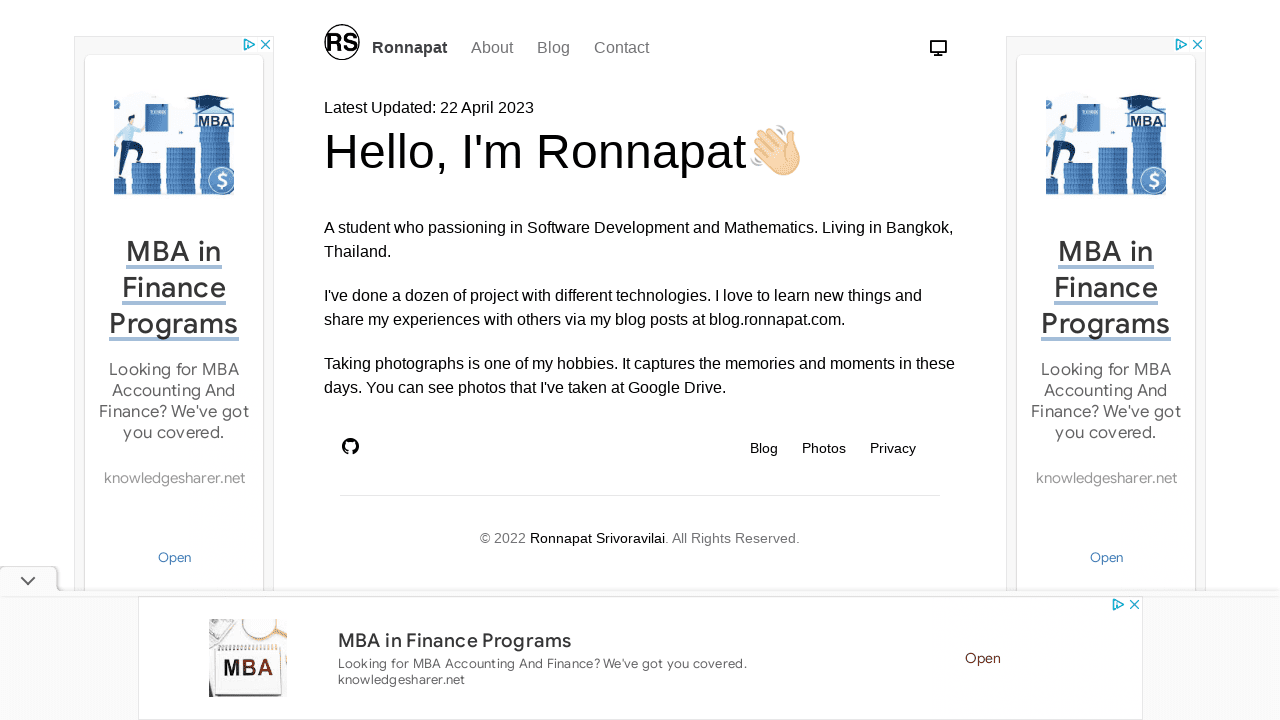 RS Ronnapat About Blog Contact
Latest Updated: 22 April 2023
Hello, I'm Ronnapat👋🏼
A student who passioning in Software Development and Mathematics. Living in Bangkok,
Thailand.
I've done a dozen of project with different technologies. I love to learn new things and
share my experiences with others via my blog posts at blog.ronnapat.com.
Taking photographs is one of my hobbies. It captures the memories and moments in these
days. You can see photos that I've taken at Google Drive.
Blog Photos Privacy
© 2022 Ronnapat Srivoravilai. All Rights Reserved.
MBA
MBA in
Finance
Programs
Looking for MBA
Accounting And
Finance? We've got
you covered.
knowledgesharer.net
Open
MBA
MBA in
Finance
Programs
Looking for MBA
Accounting And
Finance? We've got
you covered.
knowledgesharer.net
Open
MBA
MBA in Finance Programs
Looking for MBA Accounting And Finance? We've got you covered.
knowledgesharer.net
Open